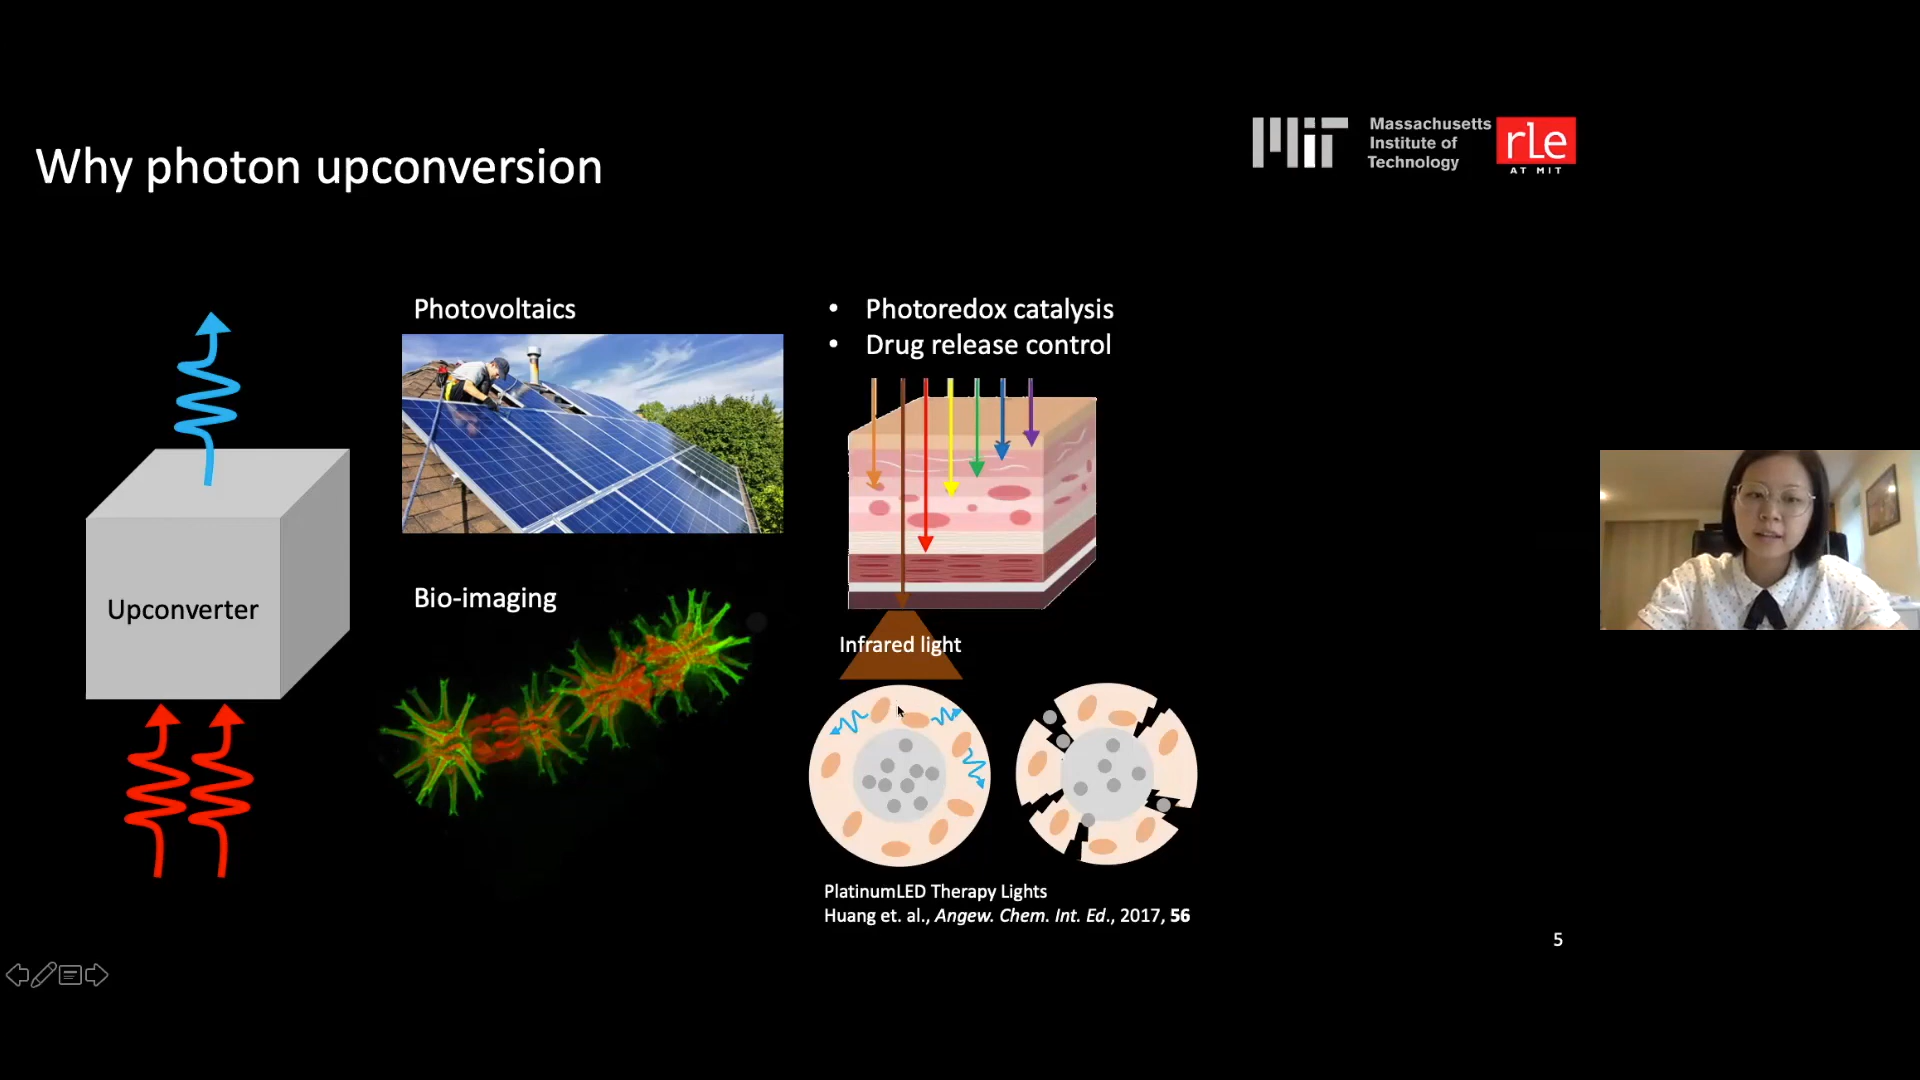 Why photon upconversion
Massachusetts
Institute of
Technology
rLe
AT MIT
Upconverter
Photovoltaics
Bio-imaging
• Photoredox catalysis
• Drug release control
Infrared light
PlatinumLED Therapy Lights
Huang et. al., Angew. Chem. Int. Ed., 2017, 56
5